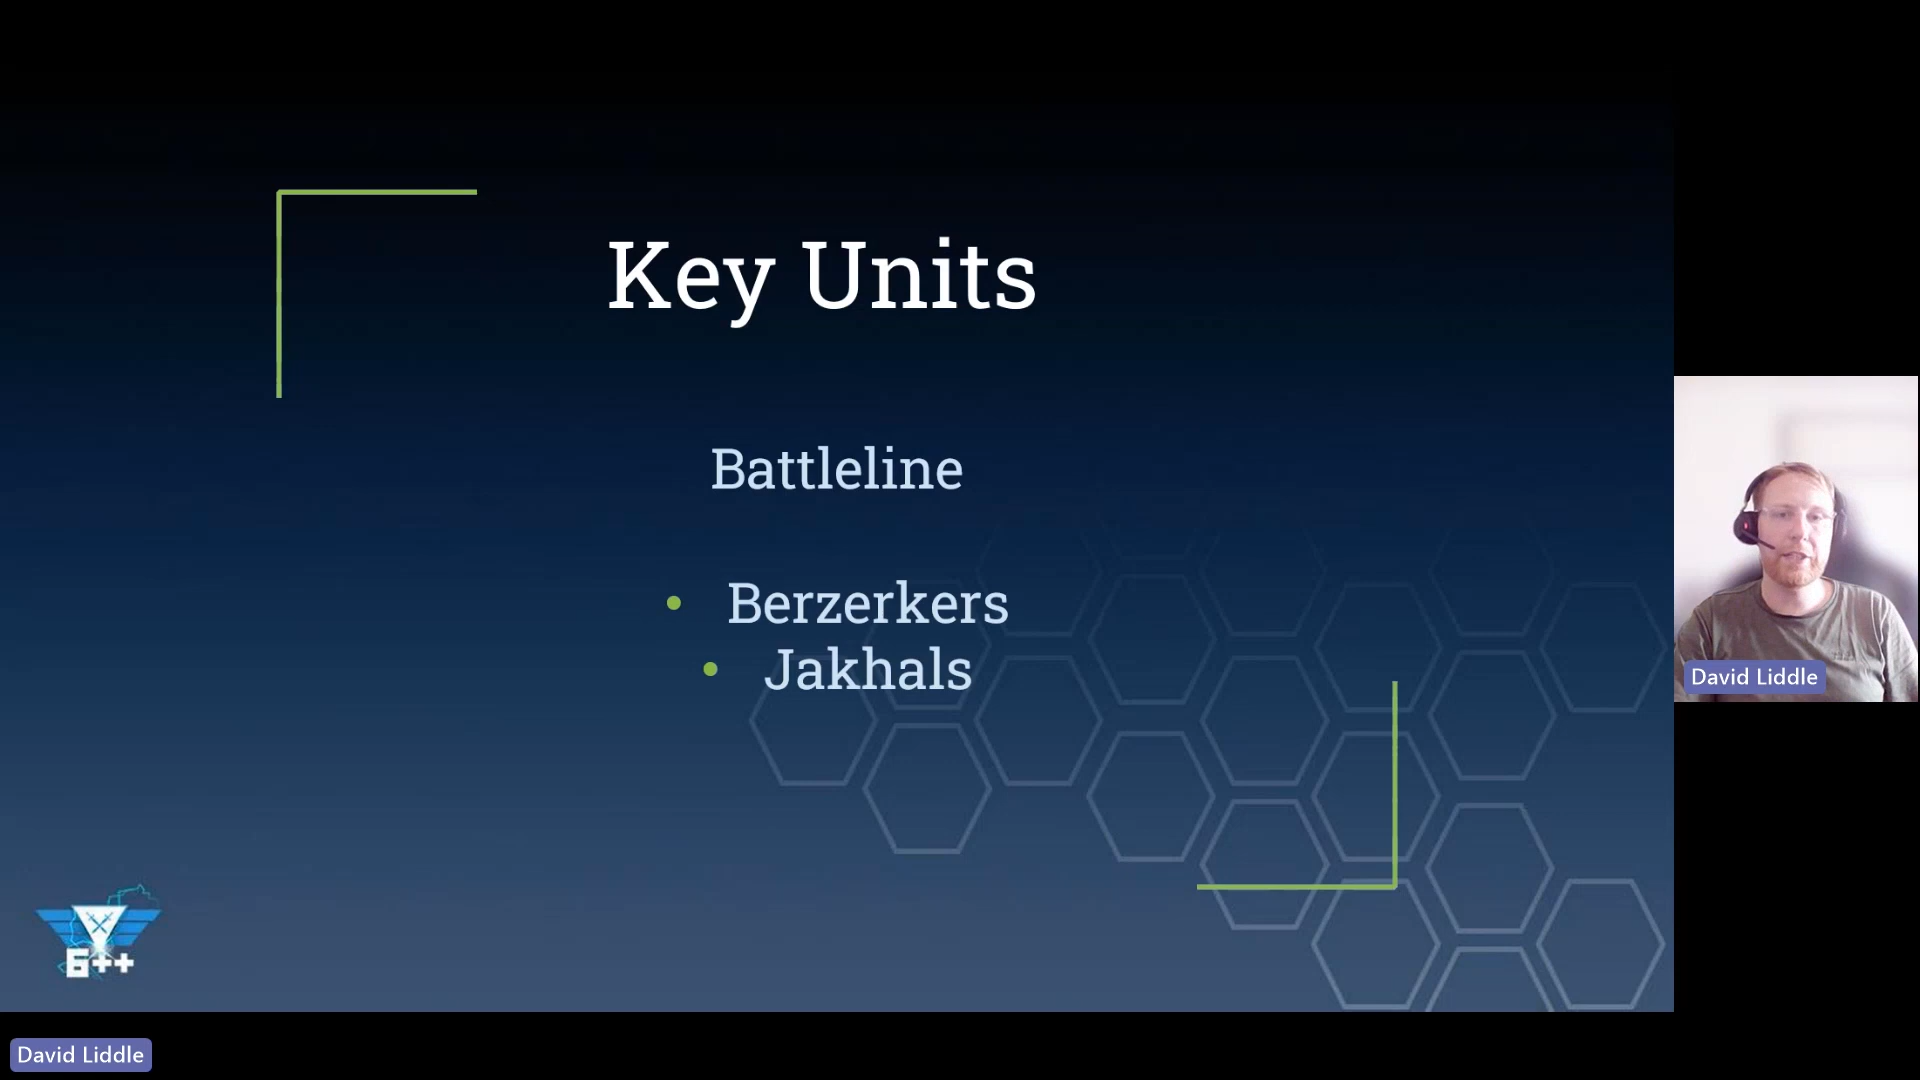 Key Units
Battleline
• Berzerkers
• Jakhals
David Liddle
6++
David Liddle